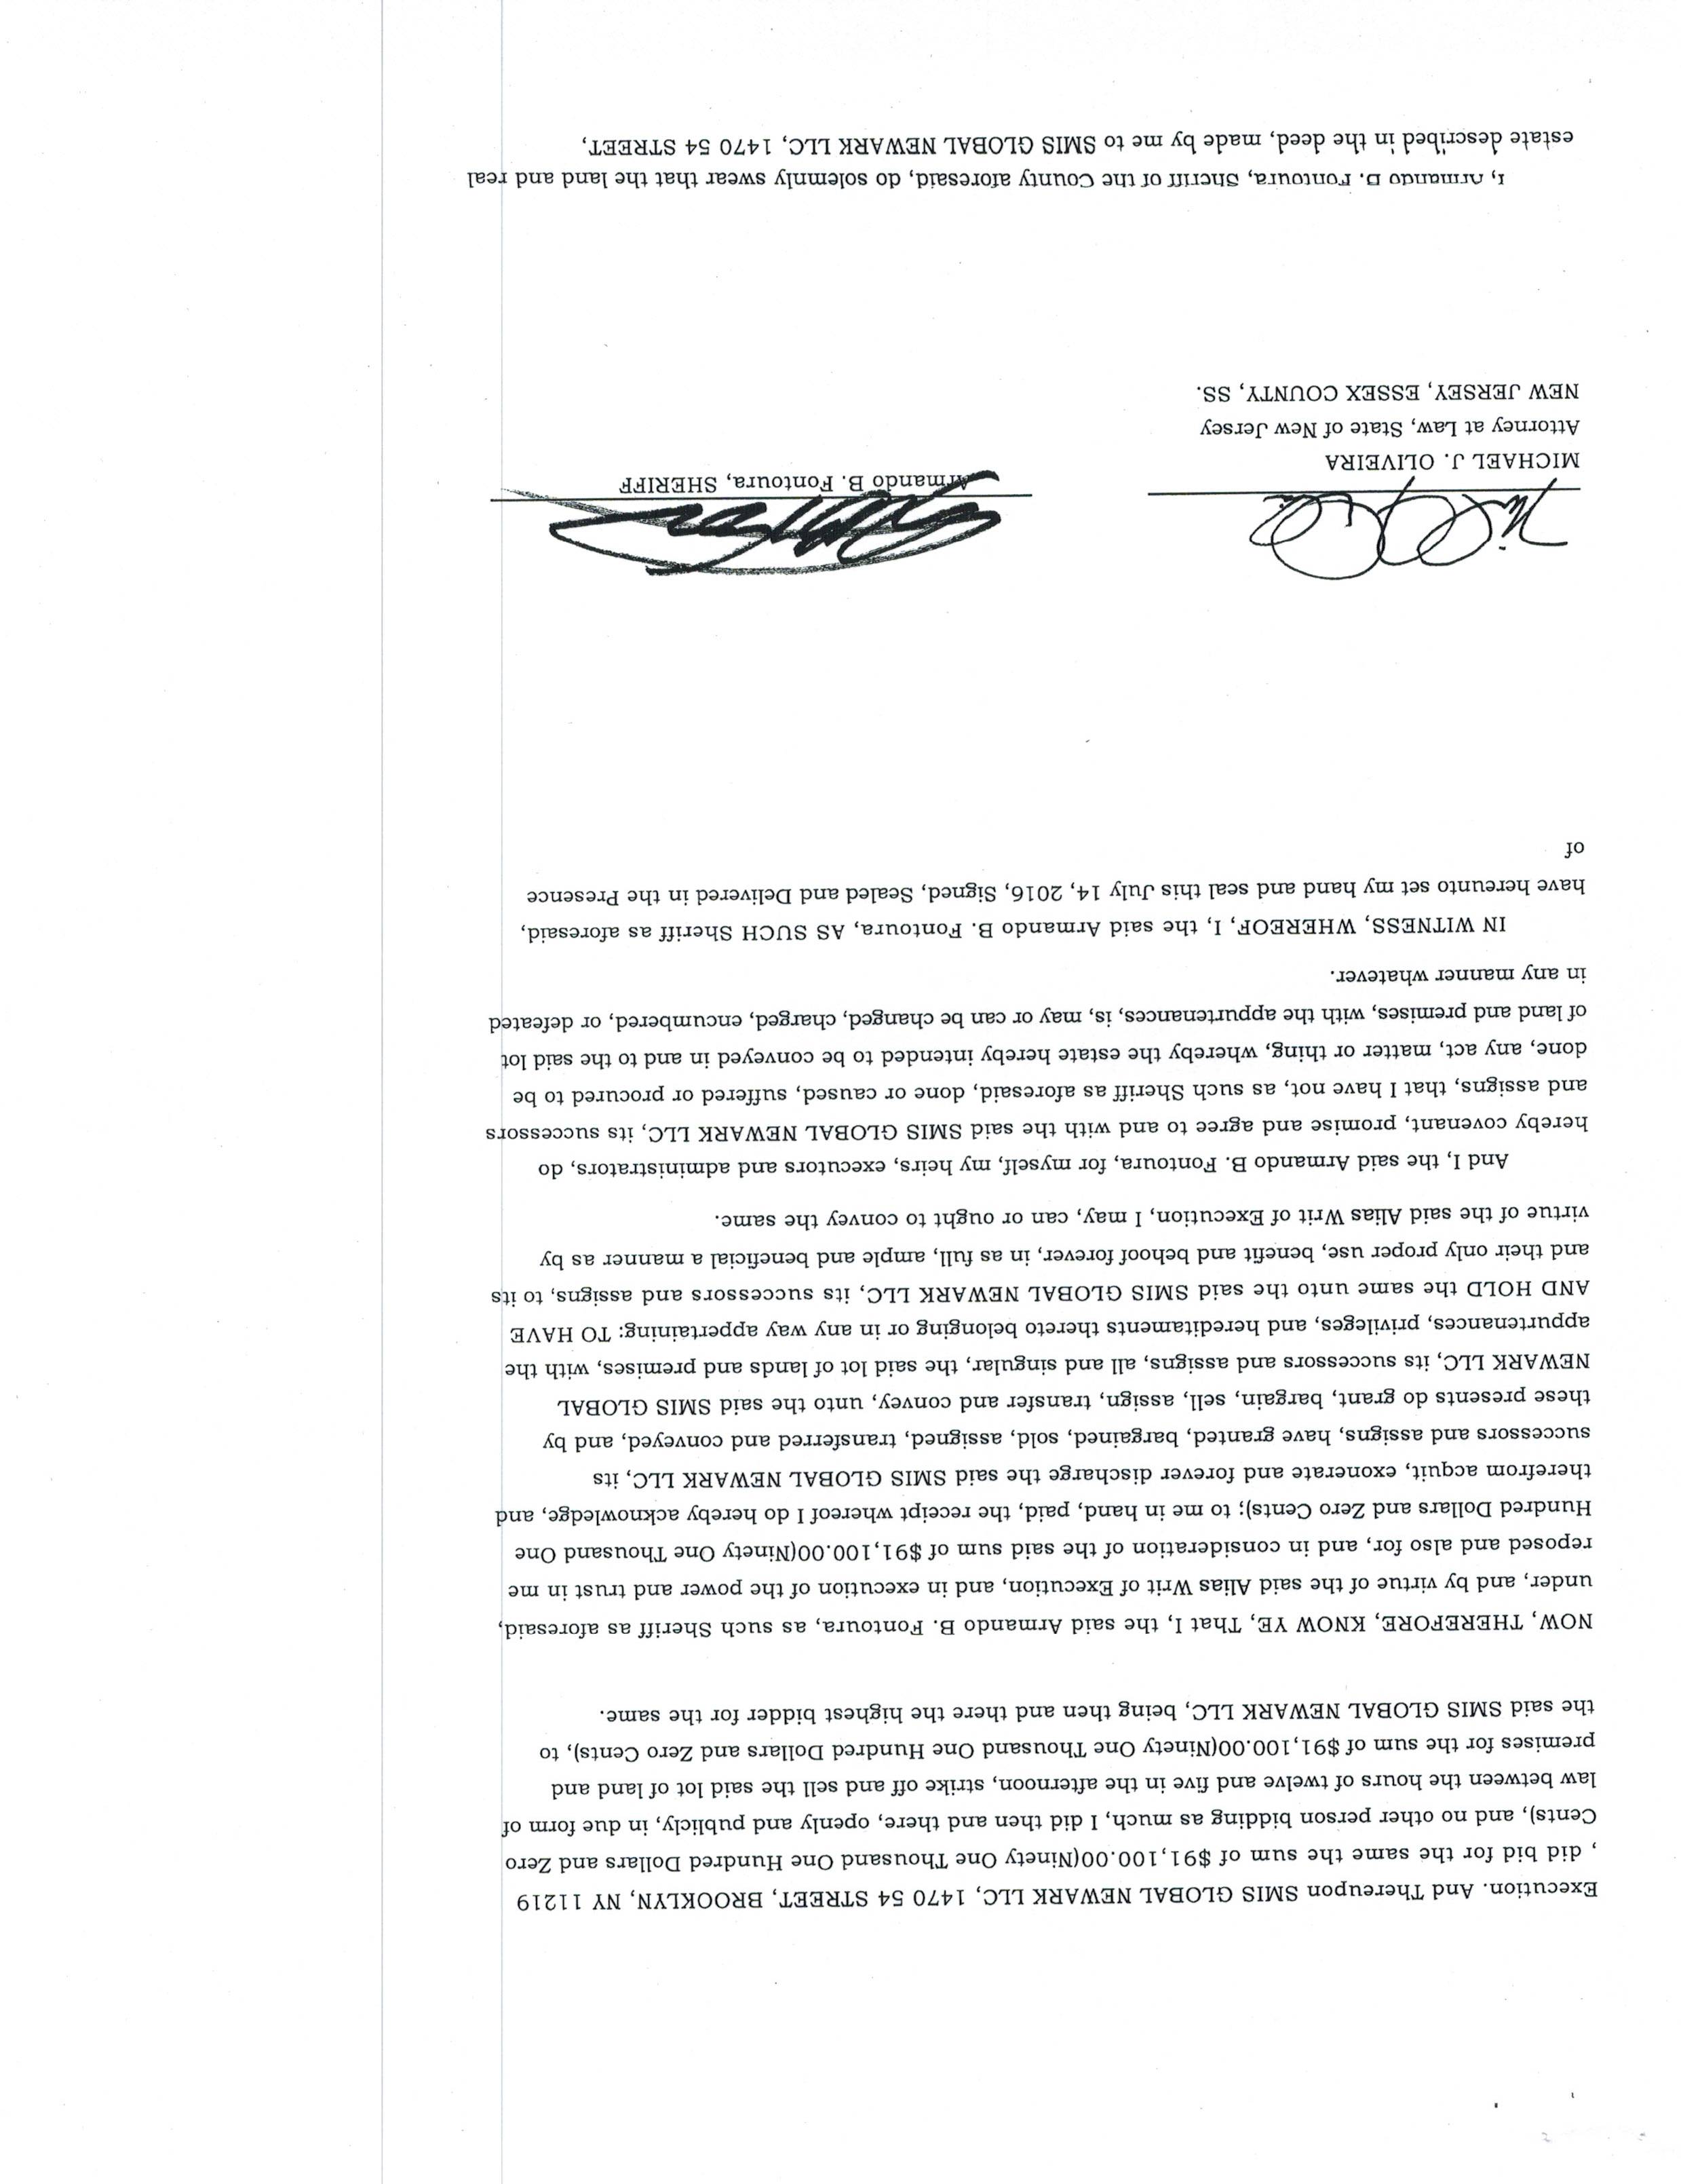 Execution. And Thereupon SMIS GLOBAL NEWARK LLC, 1470 54 STREET, BROOKLYN, NY 11219
, did bid for the same the sum of $91,100.00(Ninety One Thousand One Hundred Dollars and Zero
Cents), and no other person bidding as much, I did then and there, openly and publicly, in due form of
law between the hours of twelve and five in the afternoon, strike off and sell the said lot of land and
premises for the sum of $91,100.00(Ninety One Thousand One Hundred Dollars and Zero Cents), to
the said SMIS GLOBAL NEWARK LLC, being then and there the highest bidder for the same.
NOW, THEREFORE, KNOW YE, That I, the said Armando B. Fontoura, as such Sheriff as aforesaid,
under, and by virtue of the said Alias Writ of Execution, and in execution of the power and trust in me
reposed and also for, and in consideration of the said sum of $91,100.00(Ninety One Thousand One
Hundred Dollars and Zero Cents); to me in hand, paid, the receipt whereof I do hereby acknowledge, and
therefrom acquit, exonerate and forever discharge the said SMIS GLOBAL NEWARK LLC, its
successors and assigns, have granted, bargained, sold, assigned, transferred and conveyed, and by
these presents do grant, bargain, sell, assign, transfer and convey, unto the said SMIS GLOBAL
NEWARK LLC, its successors and assigns, all and singular, the said lot of lands and premises, with the
appurtenances, privileges, and hereditaments thereto belonging or in any way appertaining: TO HAVE
AND HOLD the same unto the said SMIS GLOBAL NEWARK LLC, its successors and assigns, to its
and their only proper use, benefit and behoof forever, in as full, ample and beneficial a manner as by
virtue of the said Alias Writ of Execution, I may, can or ought to convey the same.
And I, the said Armando B. Fontoura, for myself, my heirs, executors and administrators, do
hereby covenant, promise and agree to and with the said SMIS GLOBAL NEWARK LLC, its successors
and assigns, that I have not, as such Sheriff as aforesaid, done or caused, suffered or procured to be
done, any act, matter or thing, whereby the estate hereby intended to be conveyed in and to the said lot
of land and premises, with the appurtenances, is, may or can be changed, charged, encumbered, or defeated
in any manner whatever.
IN WITNESS, WHEREOF, I, the said Armando B. Fontoura, AS SUCH Sheriff as aforesaid,
have hereunto set my hand and seal this July 14, 2016, Signed, Sealed and Delivered in the Presence
of
Armando B. Fontoura, SHERIFF
MICHAEL J. OLIVEIRA
Attorney at Law, State of New Jersey
NEW JERSEY, ESSEX COUNTY, SS.
I, Armando B. Fontoura, Sheriff of the County aforesaid, do solemnly swear that the land and real
estate described in the deed, made by me to SMIS GLOBAL NEWARK LLC, 1470 54 STREET,